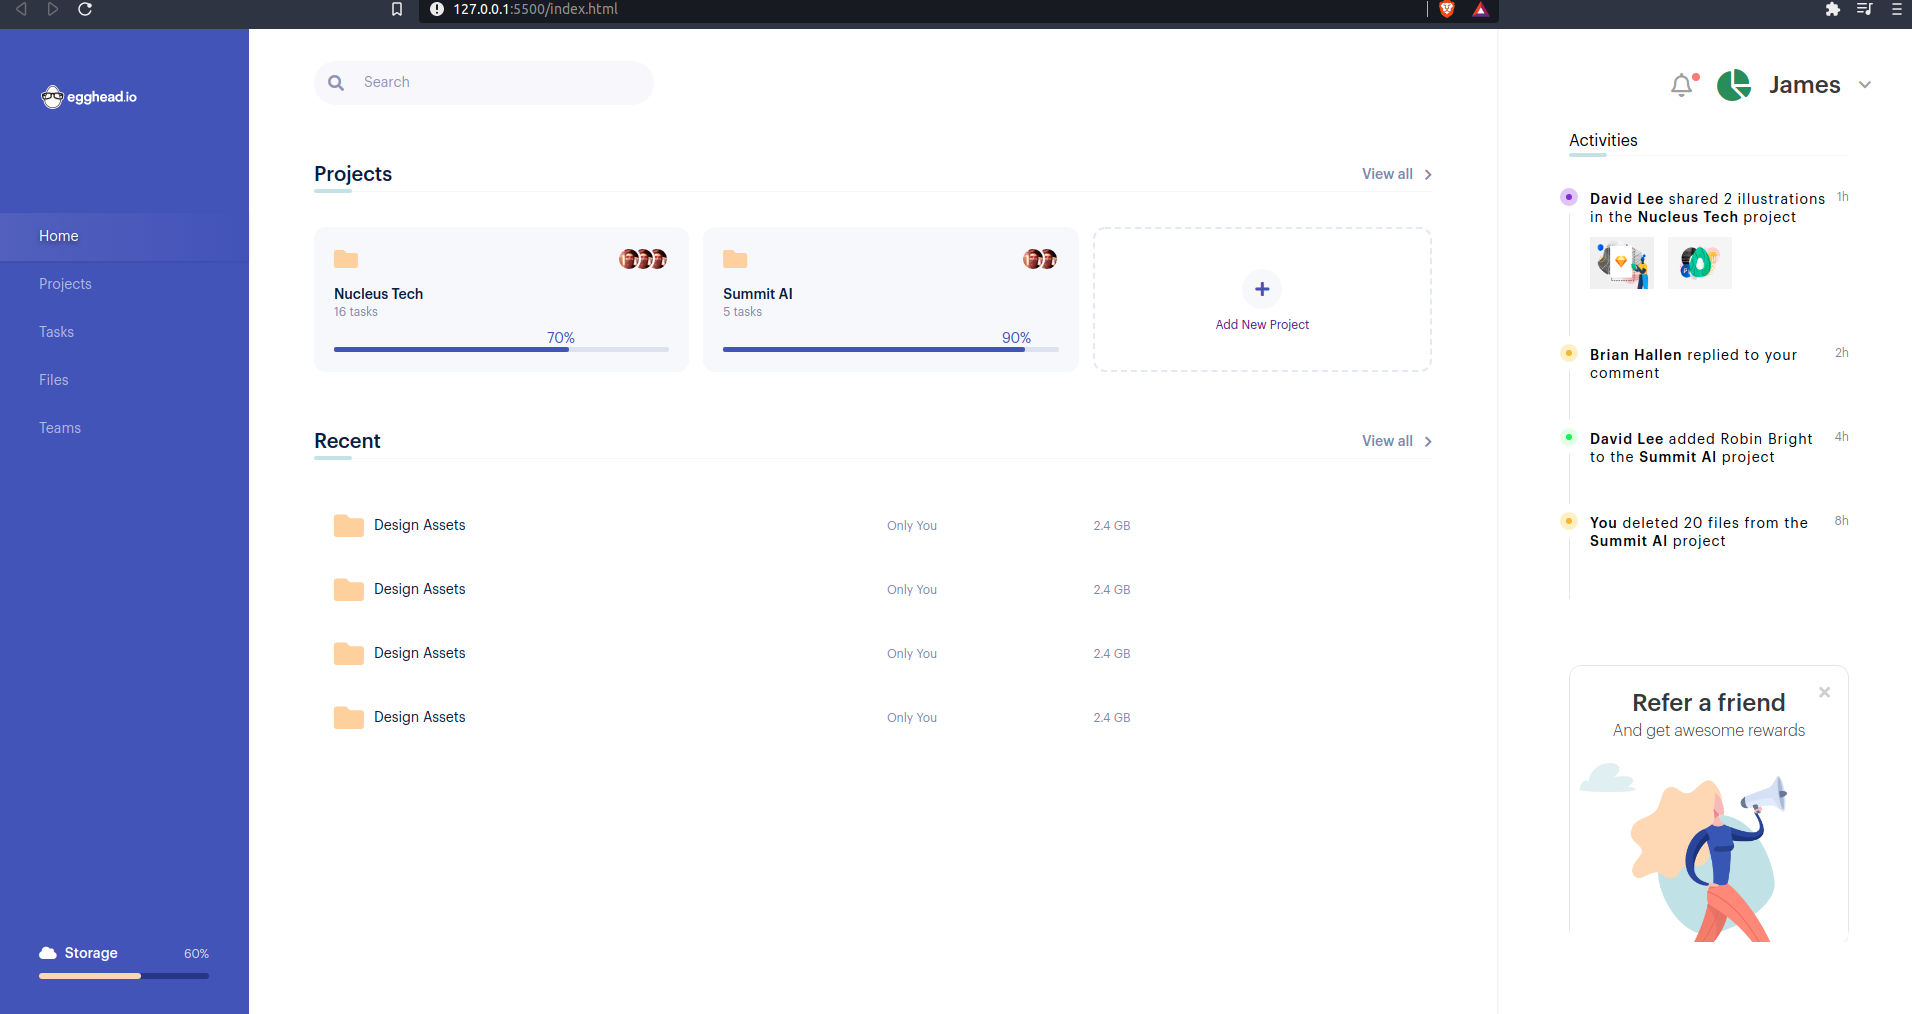 127.0.0.1:5500/index.html
egghead.io
Home
Projects
Tasks
Files
Teams
Storage 60%
Search
Projects View all
Nucleus Tech
16 tasks
70%
Summit AI
5 tasks
90%
Add New Project
Recent View all
Design Assets Only You 2.4 GB
Design Assets Only You 2.4 GB
Design Assets Only You 2.4 GB
Design Assets Only You 2.4 GB
James
Activities
David Lee shared 2 illustrations 1h
in the Nucleus Tech project
Brian Hallen replied to your 2h
comment
David Lee added Robin Bright 4h
to the Summit AI project
You deleted 20 files from the 8h
Summit AI project
Refer a friend
And get awesome rewards